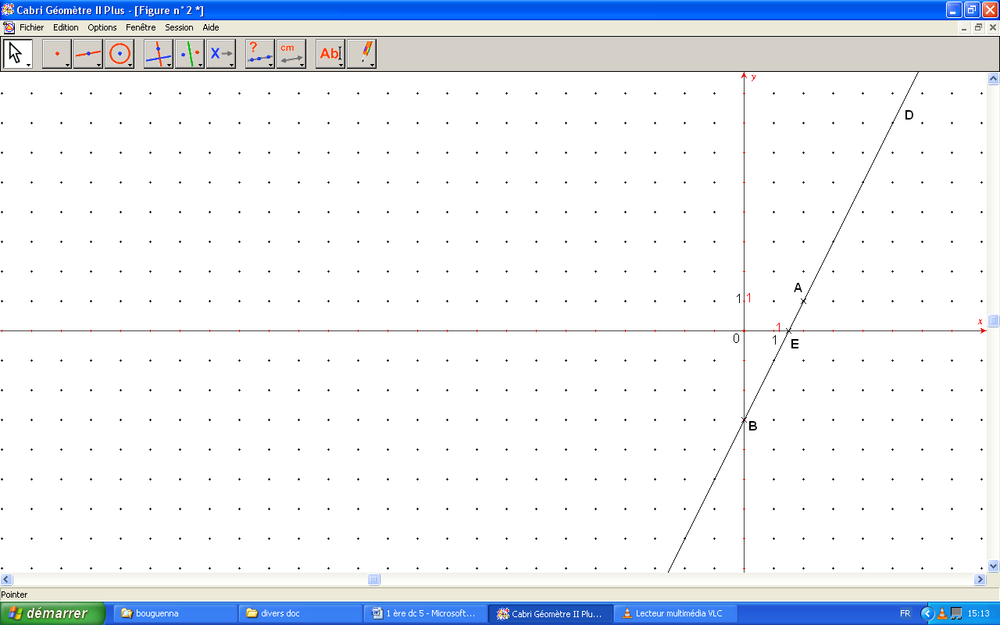 Cabri Géomètre II Plus - [Figure n°2 *]
Fichier Edition Options Fenêtre Session Aide
X ? cm Ab
y
D
A
1 1
x
1
0 1 E
B
Pointer
démarrer bouguenna divers doc 1 ère dc 5 - Microsoft... Cabri Géomètre II Plu... Lecteur multimédia VLC FR 15:13